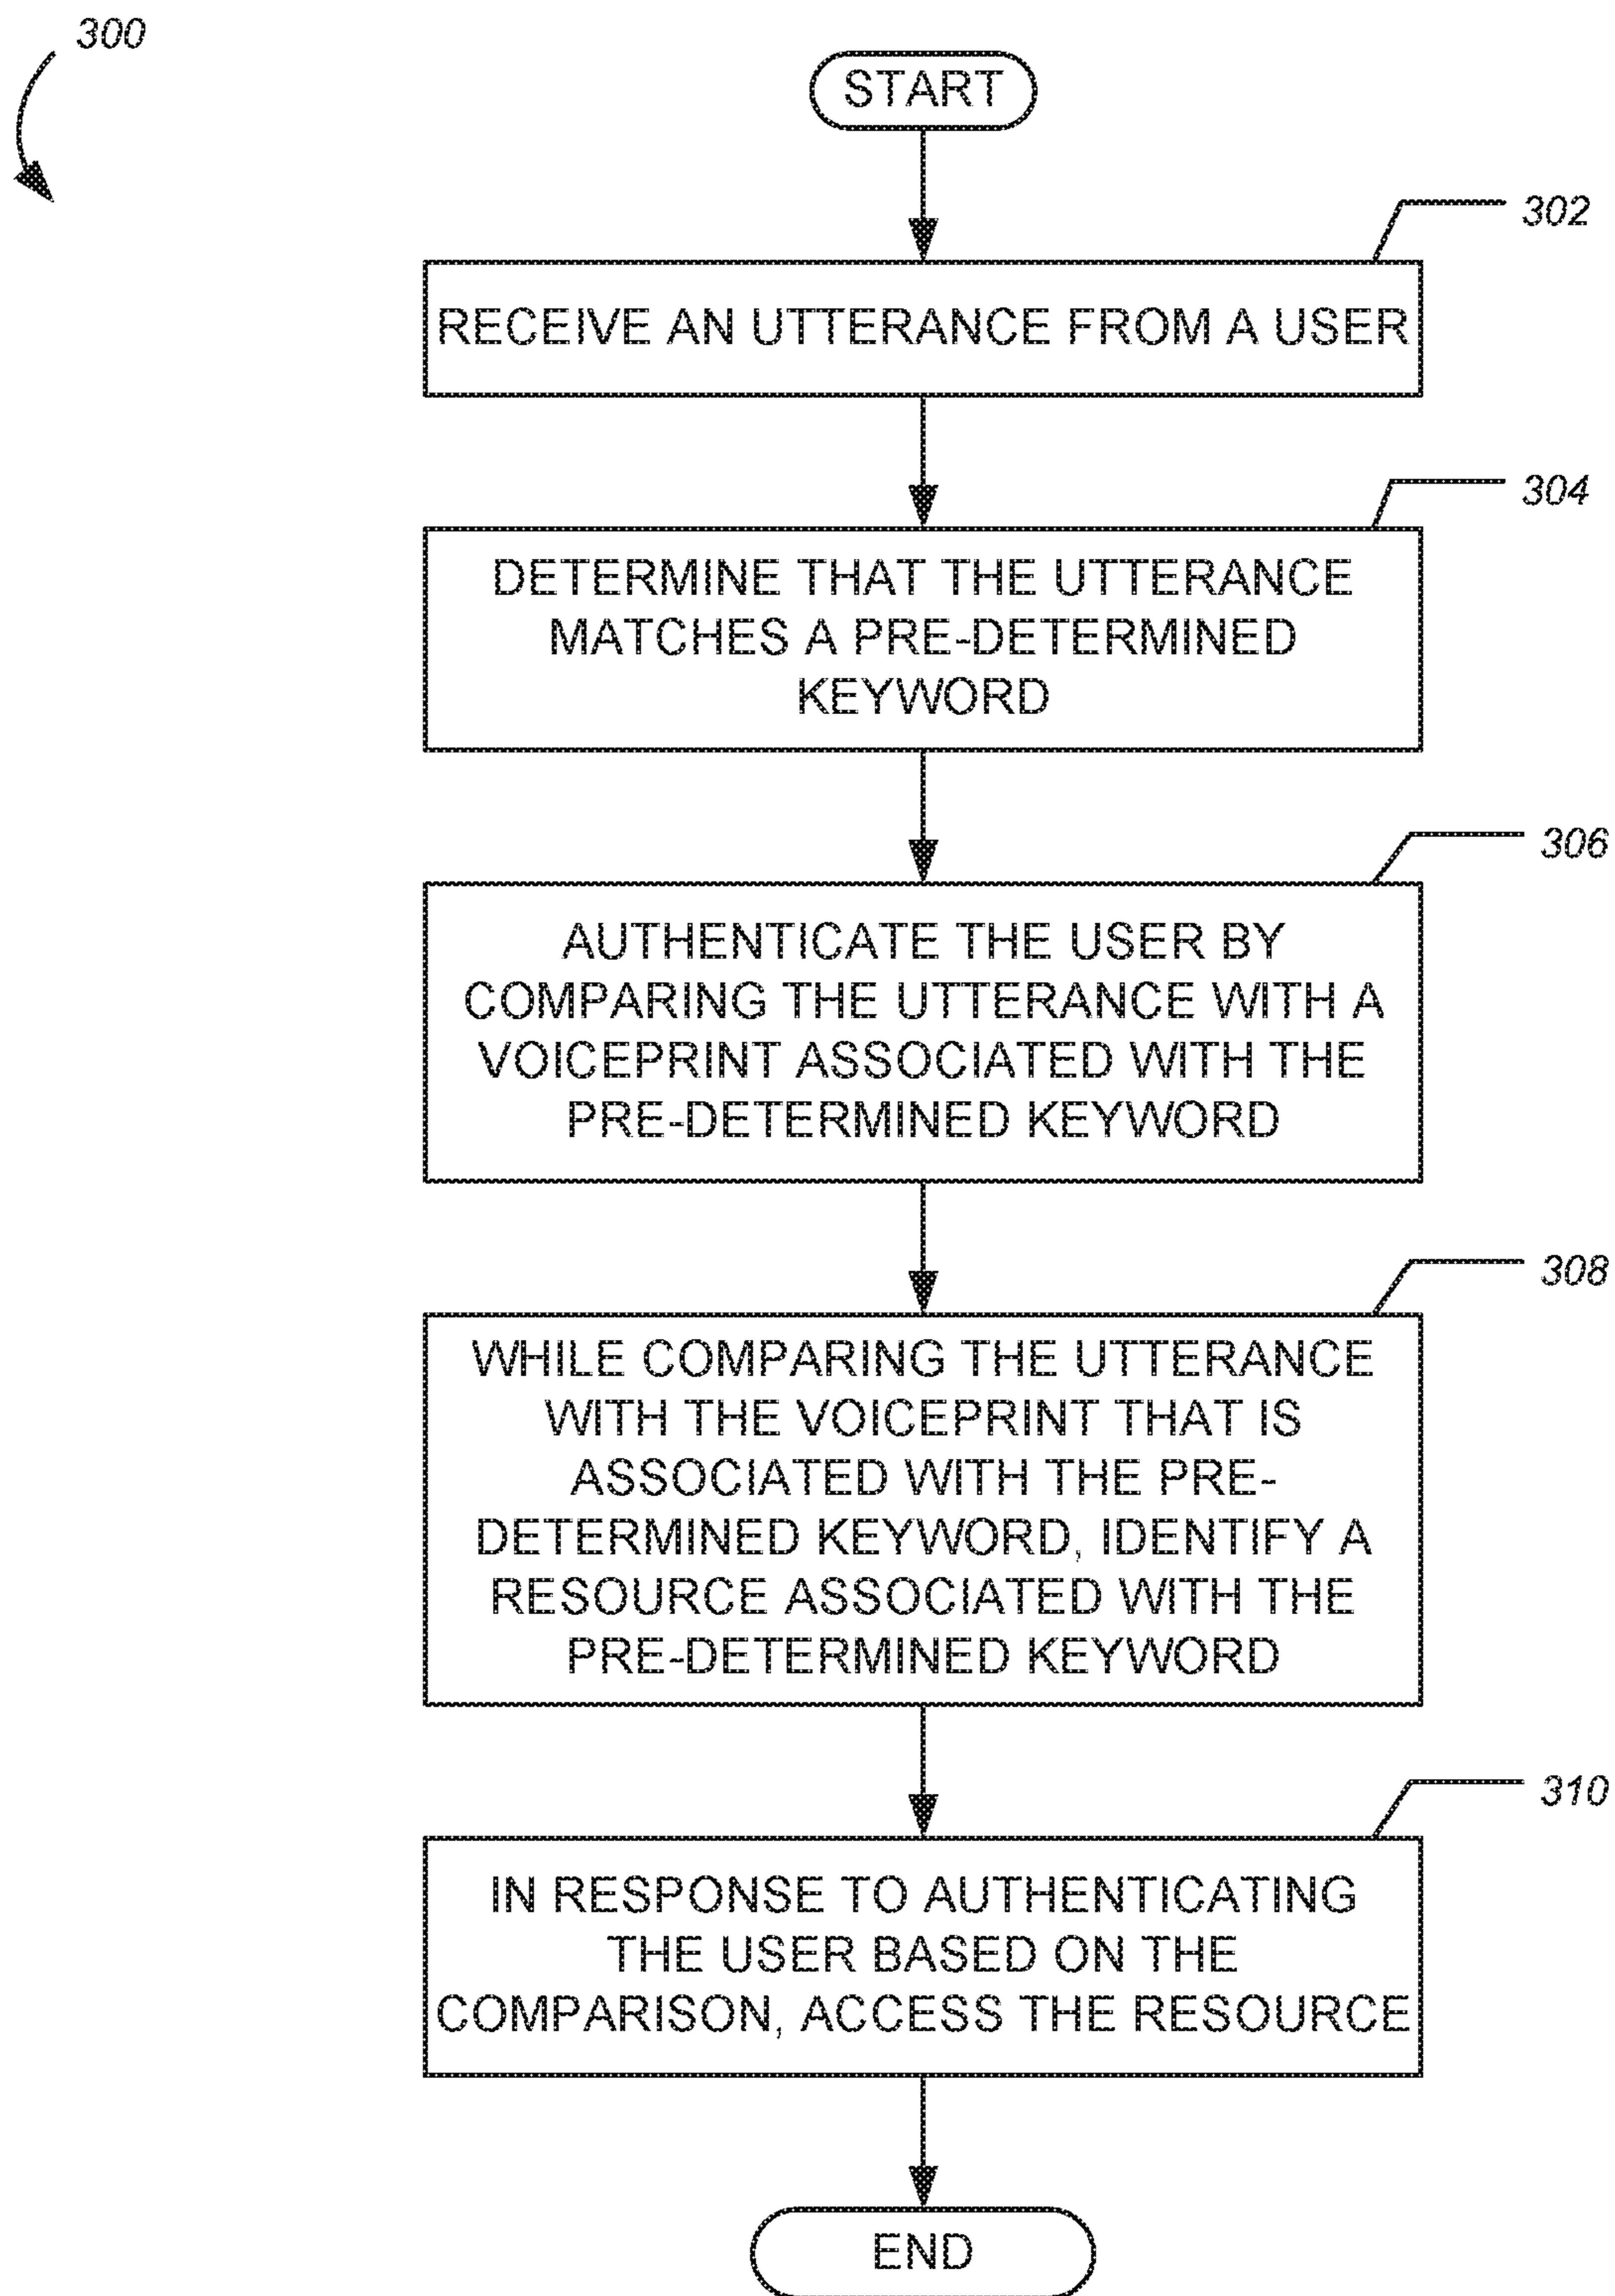 300
START
302
RECEIVE AN UTTERANCE FROM A USER
304
DETERMINE THAT THE UTTERANCE
MATCHES A PRE-DETERMINED
KEYWORD
306
AUTHENTICATE THE USER BY
COMPARING THE UTTERANCE WITH A
VOICEPRINT ASSOCIATED WITH THE
PRE-DETERMINED KEYWORD
308
WHILE COMPARING THE UTTERANCE
WITH THE VOICEPRINT THAT IS
ASSOCIATED WITH THE PRE-
DETERMINED KEYWORD, IDENTIFY A
RESOURCE ASSOCIATED WITH THE
PRE-DETERMINED KEYWORD
310
IN RESPONSE TO AUTHENTICATING
THE USER BASED ON THE
COMPARISON, ACCESS THE RESOURCE
END